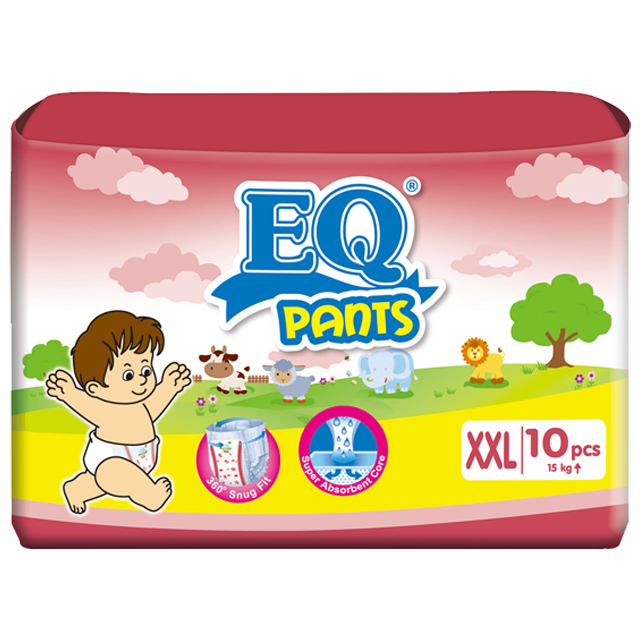 EQ®
PANTS
360° Snug Fit
Super Absorbent Core
XXL 10 pcs
15 kg ↑